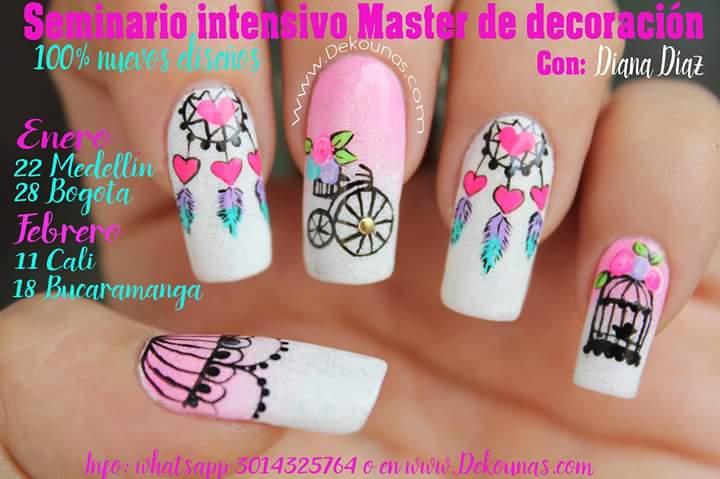 Seminario intensivo Master de decoración
100% nuevos diseños
Con: Diana Diaz
www.Dekounas.com
Enero
22 Medellin
28 Bogota
Febrero
11 Cali
18 Bucaramanga
Info: whatsapp 3014325764 o en www.Dekounas.com